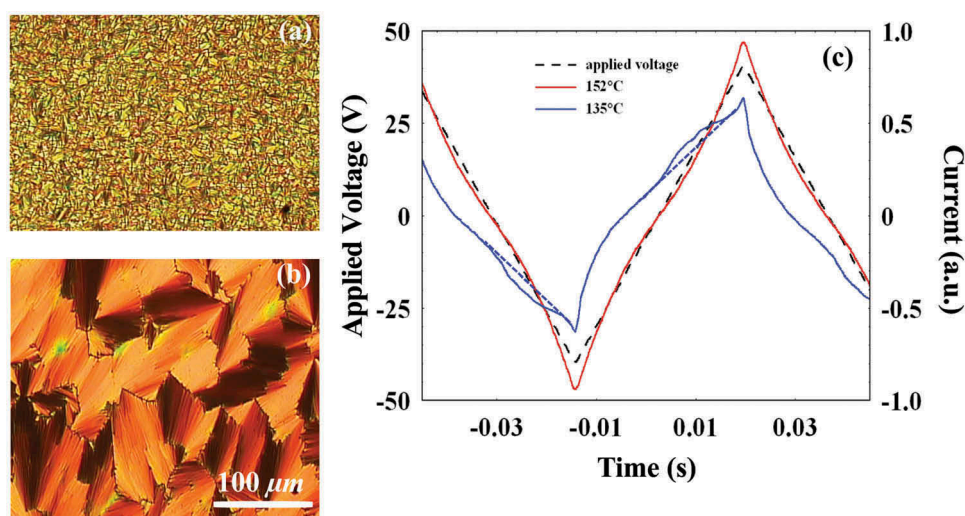 (a)
(b)
100 μm
(c)
applied voltage
152°C
135°C
Applied Voltage (V)
50
25
0
-25
-50
Current (a.u.)
1.0
0.5
0
-0.5
-1.0
-0.03
-0.01
0.01
0.03
Time (s)